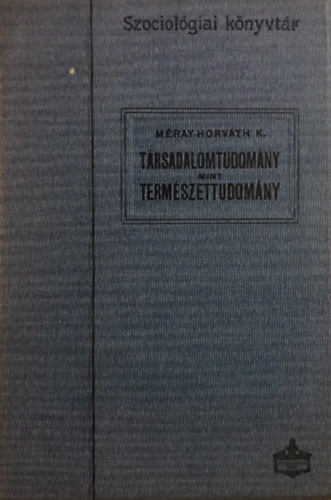 Szociológiai könyvtár
MÉRAY-HORVÁTH K.
TÁRSADALOMTUDOMÁNY
MINT
TERMÉSZETTUDOMÁNY